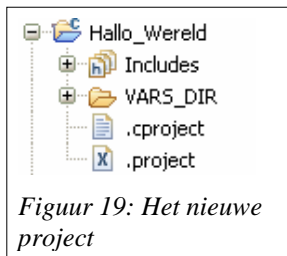 Hallo_Wereld
Includes
VARS_DIR
.cproject
.project
Figuur 19: Het nieuwe
project